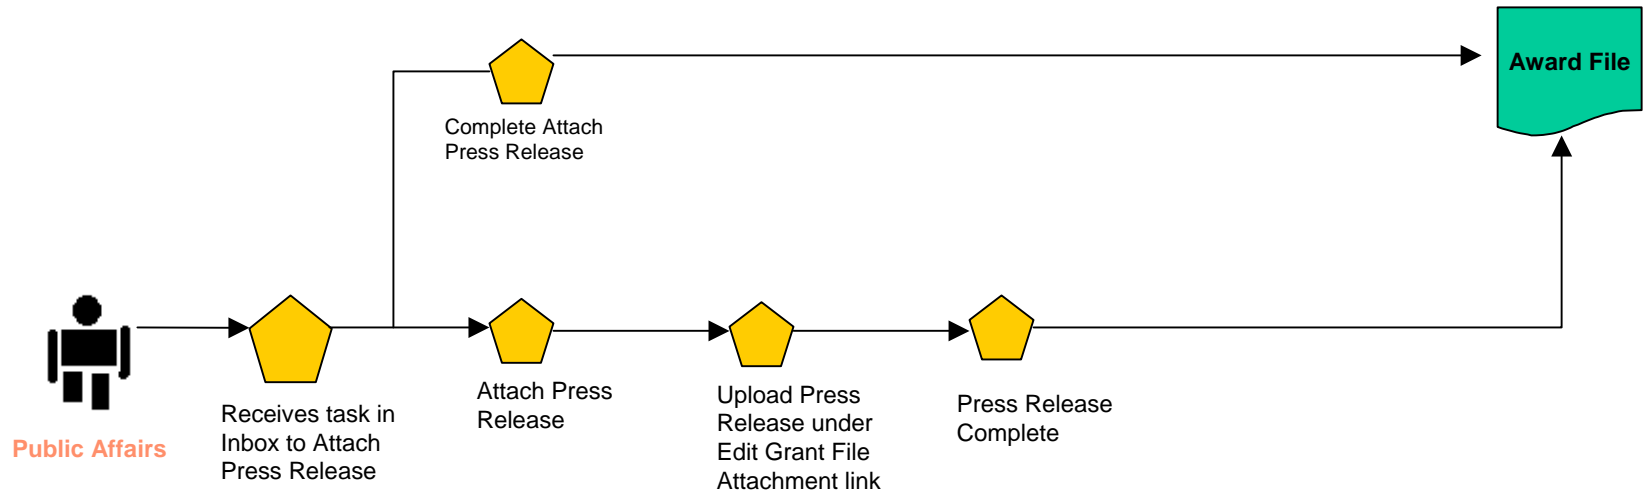 Award File
Complete Attach
Press Release
Public Affairs
Receives task in
Inbox to Attach
Press Release
Attach Press
Release
Upload Press
Release under
Edit Grant File
Attachment link
Press Release
Complete